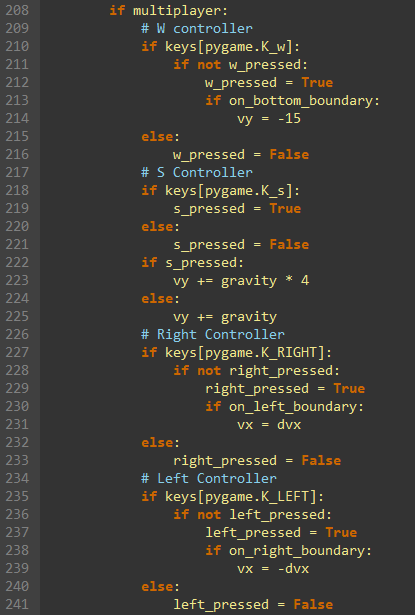 208         if multiplayer:
209             # W controller
210             if keys[pygame.K_w]:
211                 if not w_pressed:
212                     w_pressed = True
213                     if on_bottom_boundary:
214                         vy = -15
215             else:
216                 w_pressed = False
217             # S Controller
218             if keys[pygame.K_s]:
219                 s_pressed = True
220             else:
221                 s_pressed = False
222             if s_pressed:
223                 vy += gravity * 4
224             else:
225                 vy += gravity
226             # Right Controller
227             if keys[pygame.K_RIGHT]:
228                 if not right_pressed:
229                     right_pressed = True
230                     if on_left_boundary:
231                         vx = dvx
232             else:
233                 right_pressed = False
234             # Left Controller
235             if keys[pygame.K_LEFT]:
236                 if not left_pressed:
237                     left_pressed = True
238                     if on_right_boundary:
239                         vx = -dvx
240             else:
241                 left_pressed = False